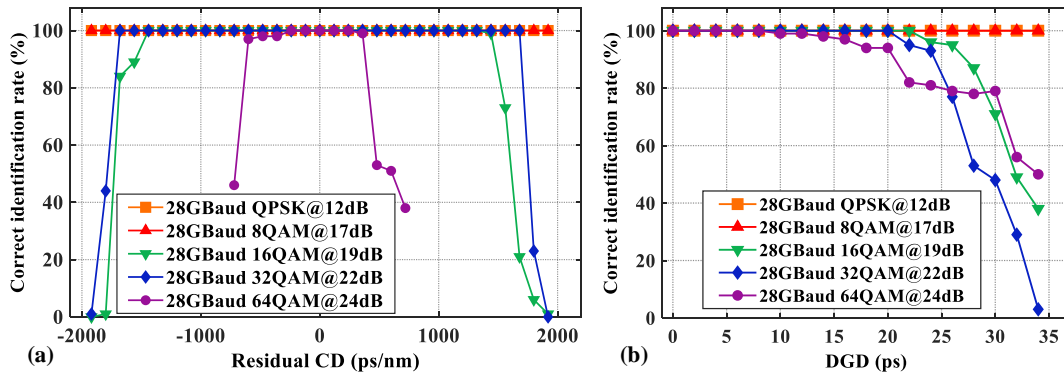 Correct identification rate (%)
100
80
60
40
20
0
28GBaud QPSK@12dB
28GBaud 8QAM@17dB
28GBaud 16QAM@19dB
28GBaud 32QAM@22dB
28GBaud 64QAM@24dB
-2000 -1000 0 1000 2000
Residual CD (ps/nm)
(a)
Correct identification rate (%)
100
80
60
40
20
0
28GBaud QPSK@12dB
28GBaud 8QAM@17dB
28GBaud 16QAM@19dB
28GBaud 32QAM@22dB
28GBaud 64QAM@24dB
0 5 10 15 20 25 30 35
DGD (ps)
(b)